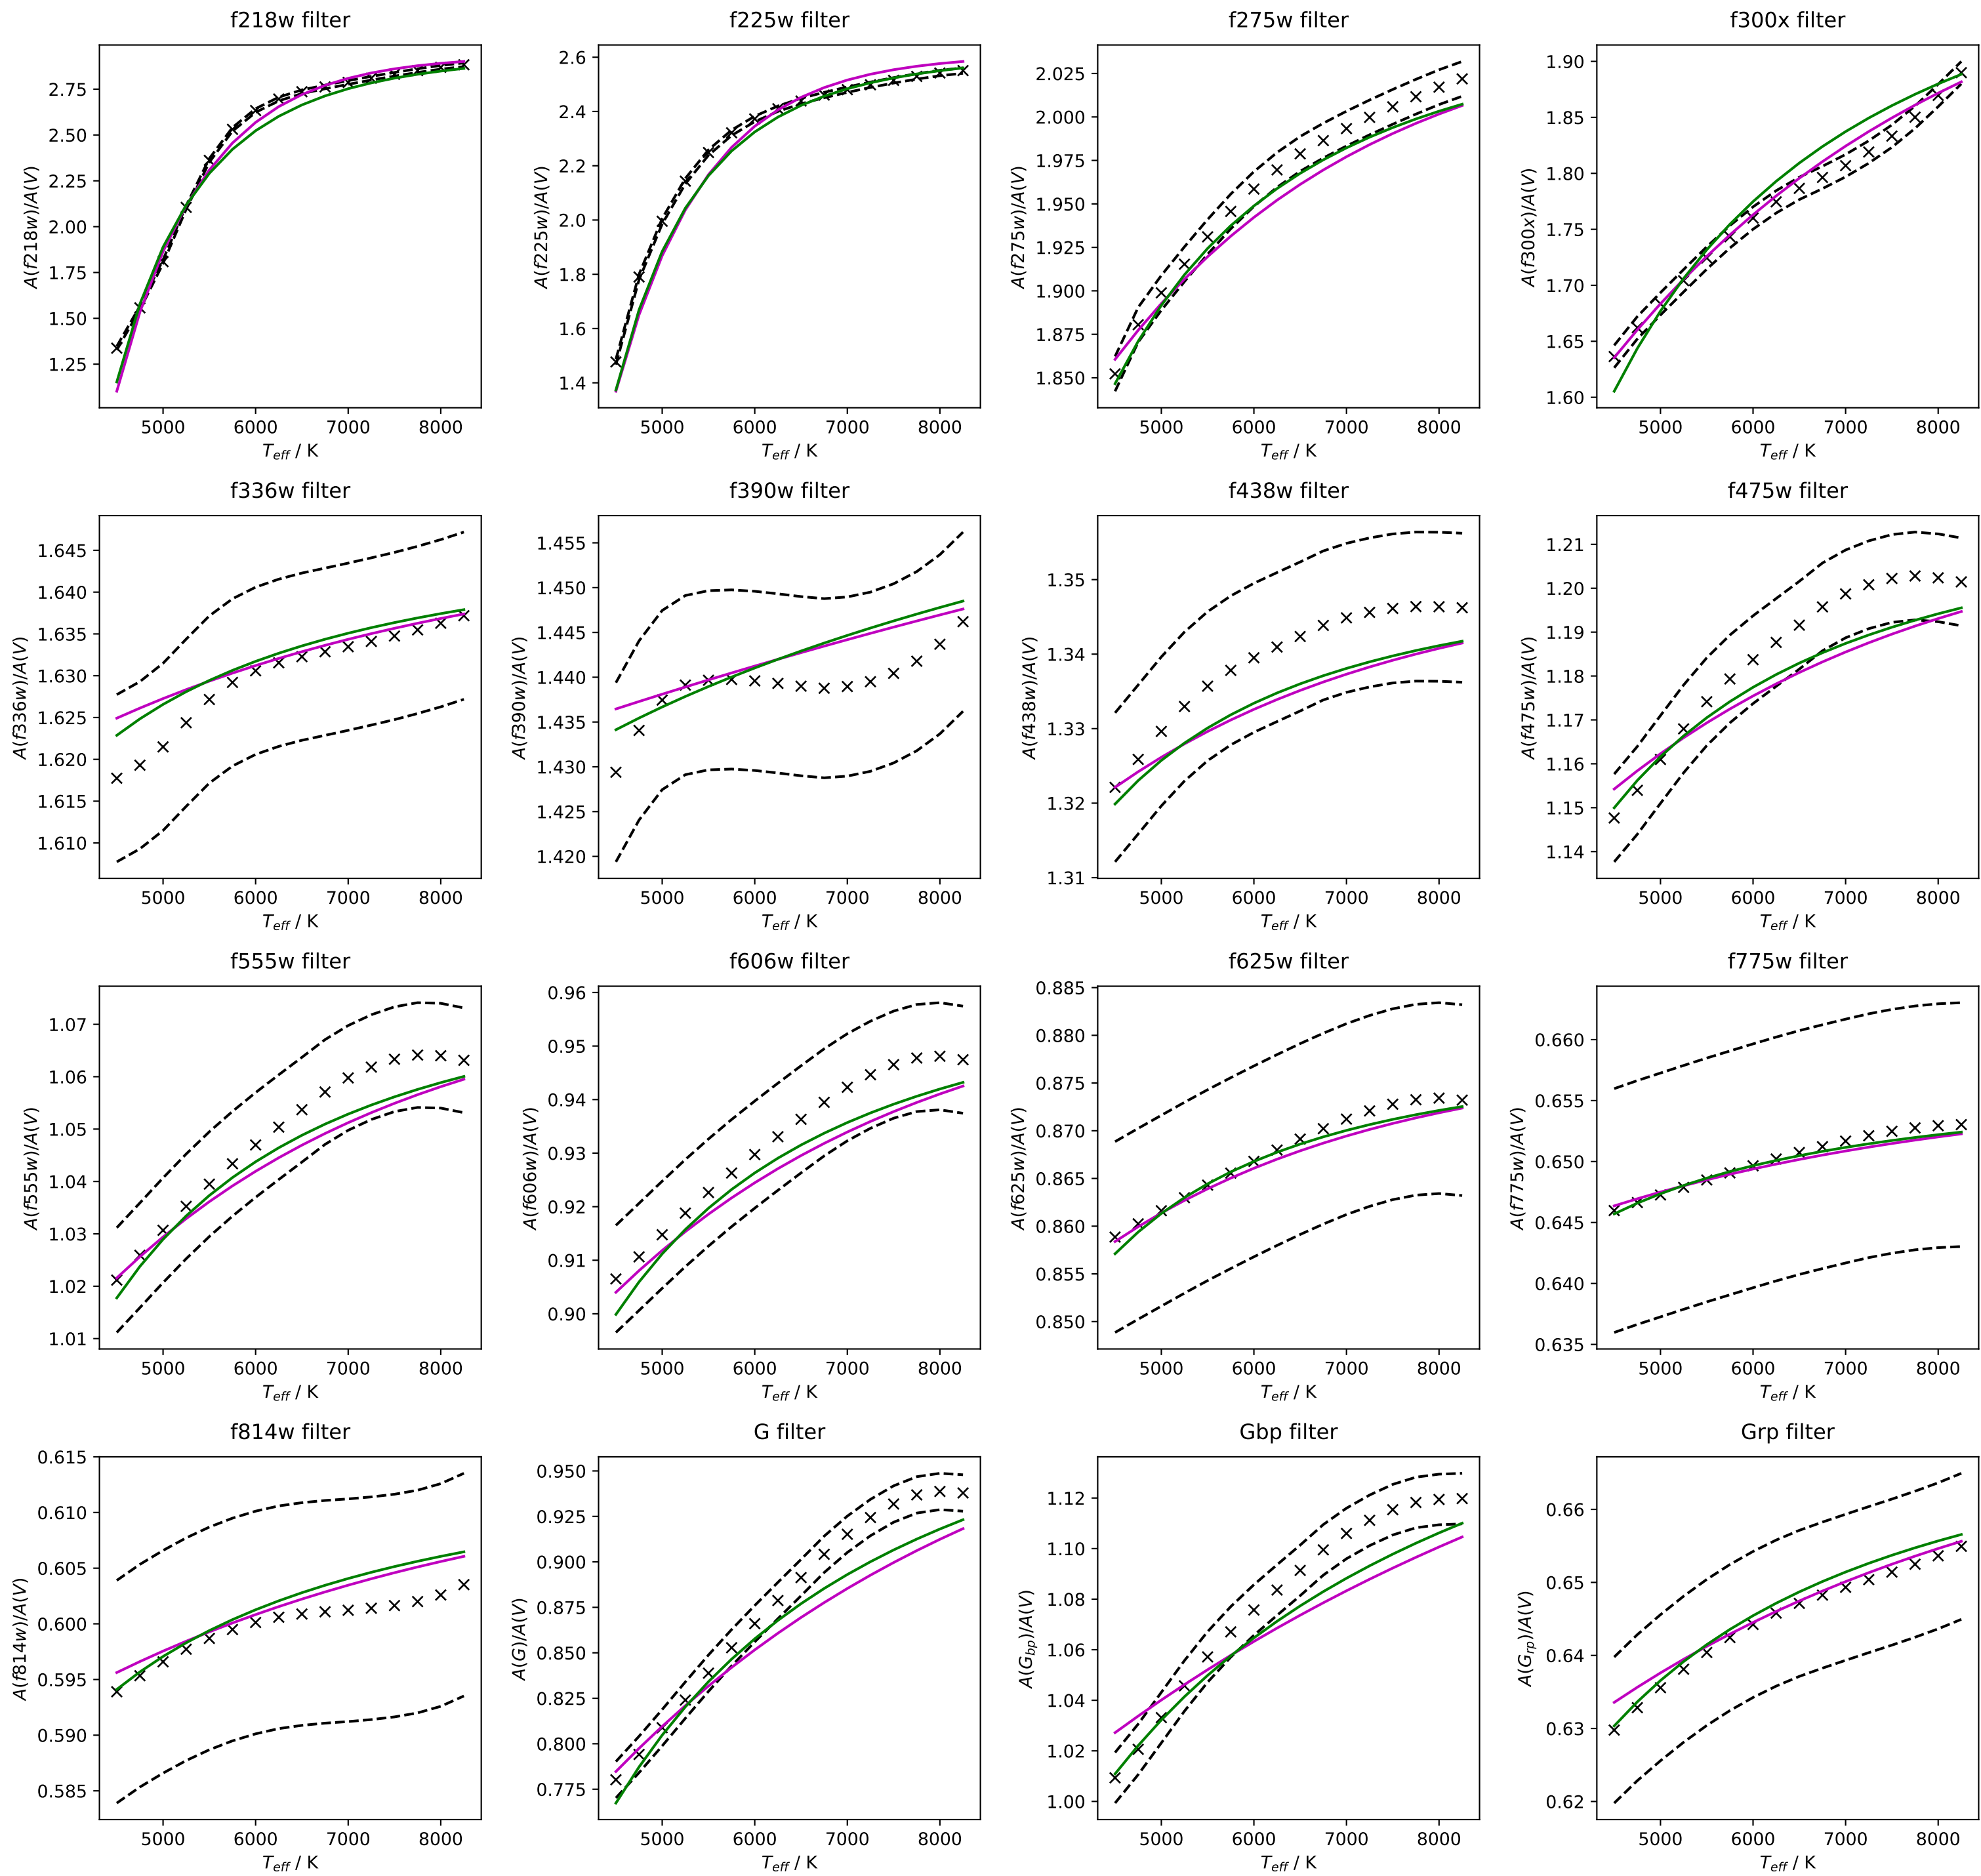 f218w filter
f225w filter
f275w filter
f300x filter
A(f218w)/A(V)
2.75
2.50
2.25
2.00
1.75
1.50
1.25
5000 6000 7000 8000
T_eff / K
A(f225w)/A(V)
2.6
2.4
2.2
2.0
1.8
1.6
1.4
5000 6000 7000 8000
T_eff / K
A(f275w)/A(V)
2.025
2.000
1.975
1.950
1.925
1.900
1.875
1.850
5000 6000 7000 8000
T_eff / K
A(f300x)/A(V)
1.90
1.85
1.80
1.75
1.70
1.65
1.60
5000 6000 7000 8000
T_eff / K
f336w filter
f390w filter
f438w filter
f475w filter
A(f336w)/A(V)
1.645
1.640
1.635
1.630
1.625
1.620
1.615
1.610
5000 6000 7000 8000
T_eff / K
A(f390w)/A(V)
1.455
1.450
1.445
1.440
1.435
1.430
1.425
1.420
5000 6000 7000 8000
T_eff / K
A(f438w)/A(V)
1.35
1.34
1.33
1.32
1.31
5000 6000 7000 8000
T_eff / K
A(f475w)/A(V)
1.21
1.20
1.19
1.18
1.17
1.16
1.15
1.14
5000 6000 7000 8000
T_eff / K
f555w filter
f606w filter
f625w filter
f775w filter
A(f555w)/A(V)
1.07
1.06
1.05
1.04
1.03
1.02
1.01
5000 6000 7000 8000
T_eff / K
A(f606w)/A(V)
0.96
0.95
0.94
0.93
0.92
0.91
0.90
5000 6000 7000 8000
T_eff / K
A(f625w)/A(V)
0.885
0.880
0.875
0.870
0.865
0.860
0.855
0.850
5000 6000 7000 8000
T_eff / K
A(f775w)/A(V)
0.660
0.655
0.650
0.645
0.640
0.635
5000 6000 7000 8000
T_eff / K
f814w filter
G filter
Gbp filter
Grp filter
A(f814w)/A(V)
0.615
0.610
0.605
0.600
0.595
0.590
0.585
5000 6000 7000 8000
T_eff / K
A(G)/A(V)
0.950
0.925
0.900
0.875
0.850
0.825
0.800
0.775
5000 6000 7000 8000
T_eff / K
A(G_bp)/A(V)
1.12
1.10
1.08
1.06
1.04
1.02
1.00
5000 6000 7000 8000
T_eff / K
A(G_rp)/A(V)
0.66
0.65
0.64
0.63
0.62
5000 6000 7000 8000
T_eff / K